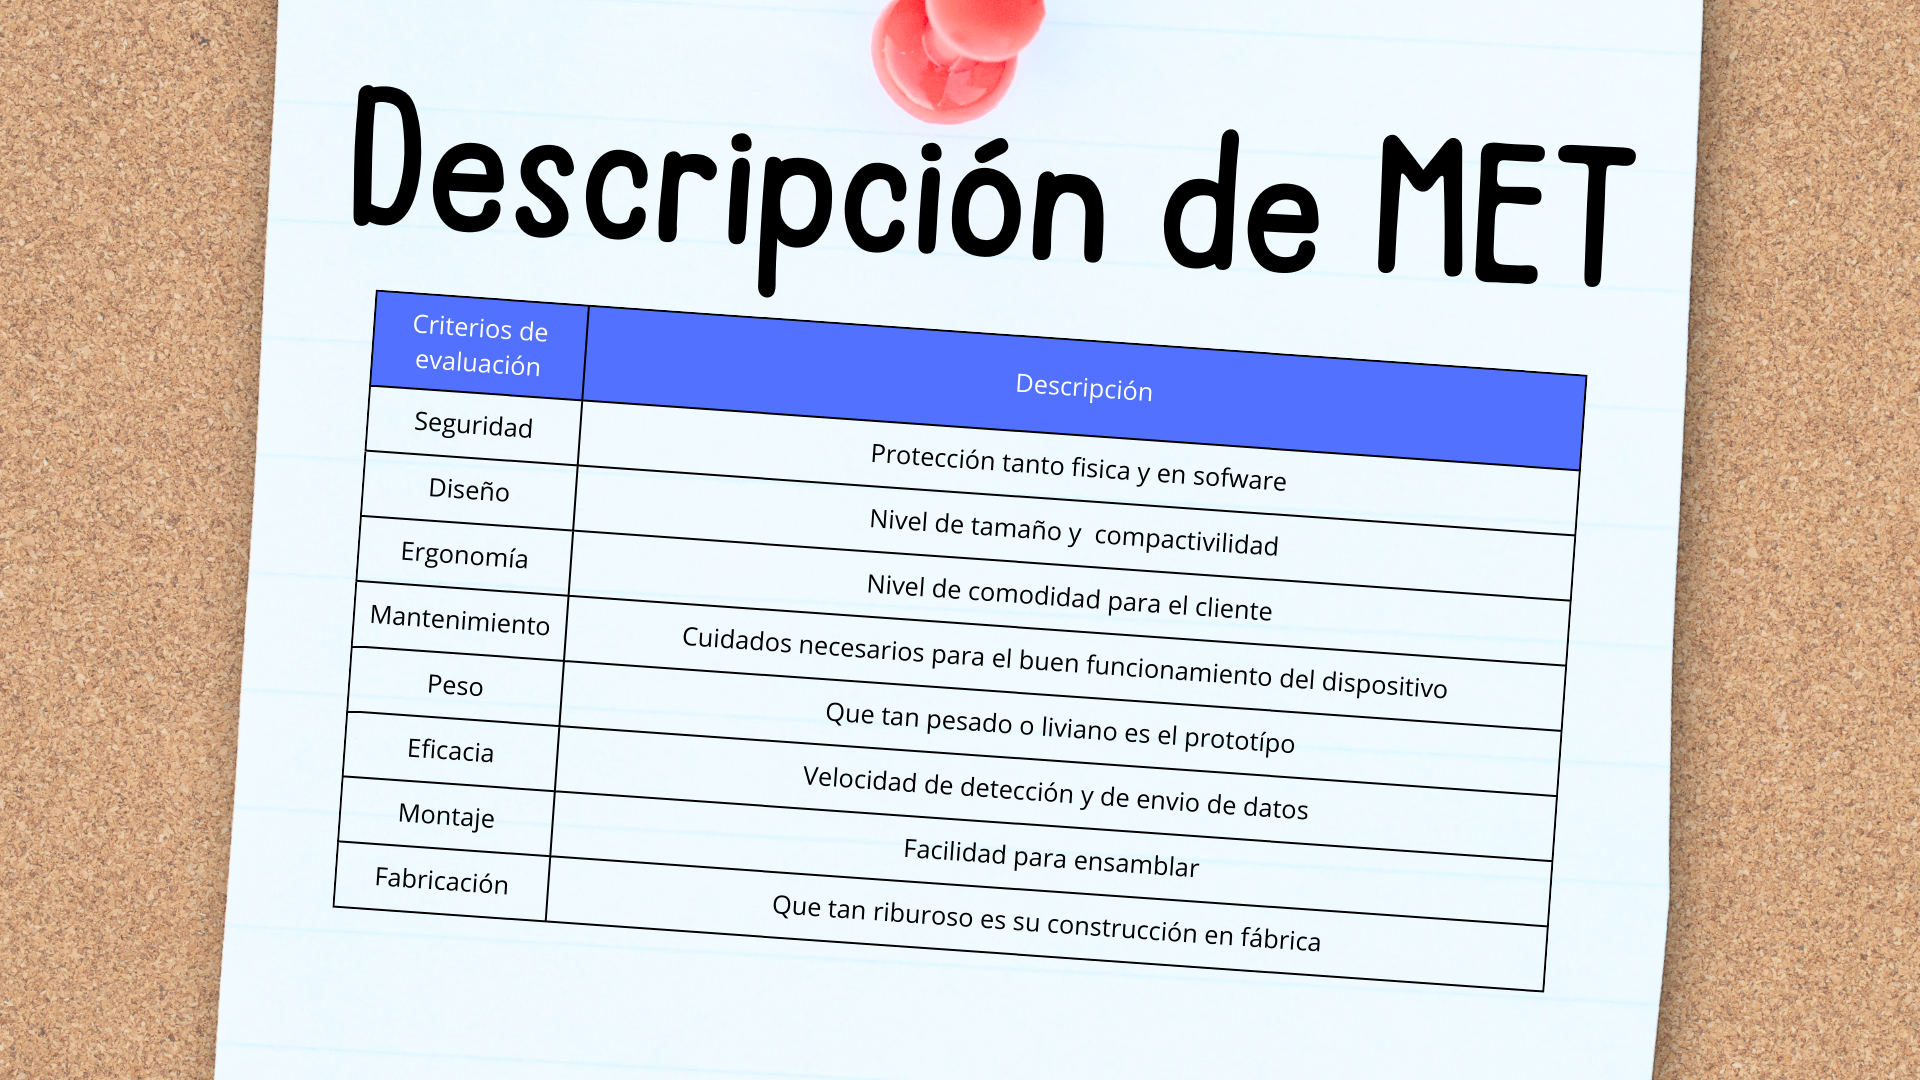 Descripción de MET
Criterios de
evaluación
Descripción
Seguridad
Protección tanto fisica y en sofware
Diseño
Nivel de tamaño y  compactivilidad
Ergonomía
Nivel de comodidad para el cliente
Mantenimiento
Cuidados necesarios para el buen funcionamiento del dispositivo
Peso
Que tan pesado o liviano es el prototípo
Eficacia
Velocidad de detección y de envio de datos
Montaje
Facilidad para ensamblar
Fabricación
Que tan riburoso es su construcción en fábrica